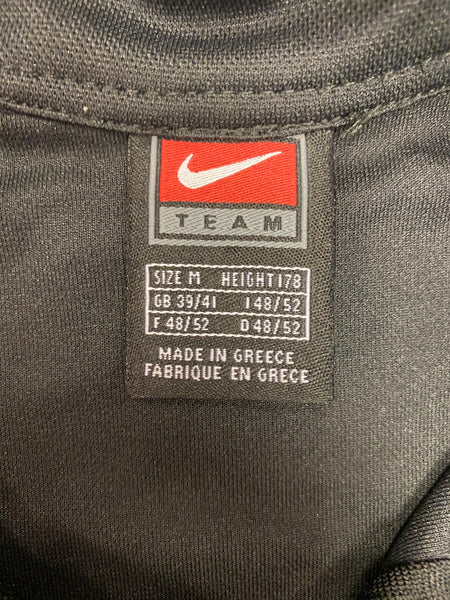 TEAM
SIZE M HEIGHT 178
GB 39/41 I 48/52
F 48/52 D 48/52
MADE IN GREECE
FABRIQUE EN GRECE